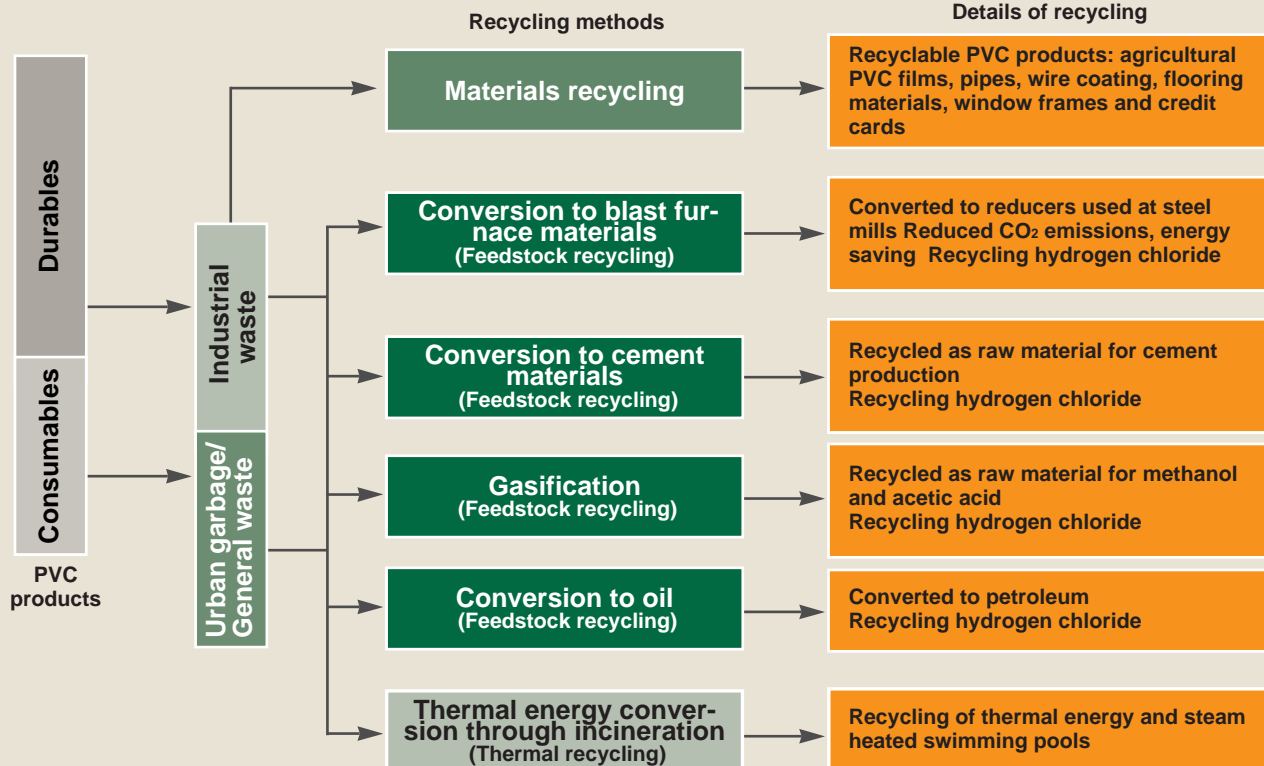 Recycling methods
Details of recycling
Durables
Consumables
PVC
products
Industrial
waste
Urban garbage/
General waste
Materials recycling
Recyclable PVC products: agricultural
PVC films, pipes, wire coating, flooring
materials, window frames and credit
cards
Conversion to blast fur-
nace materials
(Feedstock recycling)
Converted to reducers used at steel
mills Reduced CO₂ emissions, energy
saving  Recycling hydrogen chloride
Conversion to cement
materials
(Feedstock recycling)
Recycled as raw material for cement
production
Recycling hydrogen chloride
Gasification
(Feedstock recycling)
Recycled as raw material for methanol
and acetic acid
Recycling hydrogen chloride
Conversion to oil
(Feedstock recycling)
Converted to petroleum
Recycling hydrogen chloride
Thermal energy conver-
sion through incineration
(Thermal recycling)
Recycling of thermal energy and steam
heated swimming pools